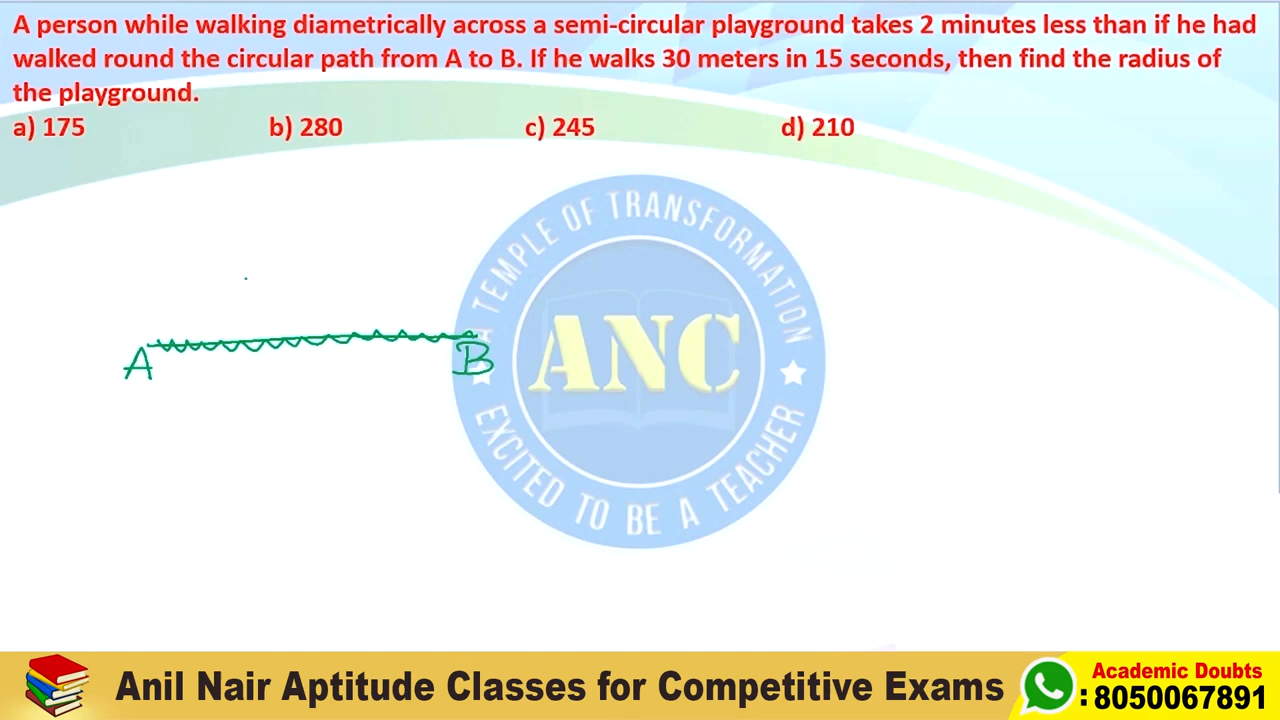 A person while walking diametrically across a semi-circular playground takes 2 minutes less than if he had
walked round the circular path from A to B. If he walks 30 meters in 15 seconds, then find the radius of
the playground.
a) 175 b) 280 c) 245 d) 210
A TEMPLE OF TRANSFORMATION
ANC
EXCITED TO BE A TEACHER
A B
Anil Nair Aptitude Classes for Competitive Exams
Academic Doubts
: 8050067891